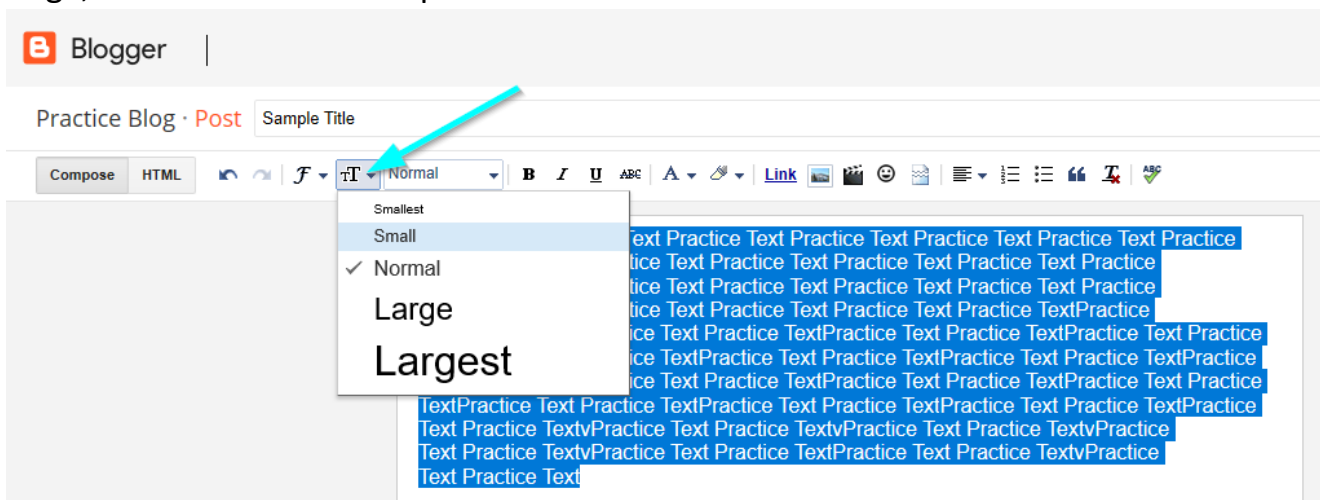 Blogger
Practice Blog · Post Sample Title
Compose HTML F TT Normal B I U ABC A Link ABC
Smallest
Small
Normal
Large
Largest
Text Practice Text Practice Text Practice Text Practice Text Practice
tice Text Practice Text Practice Text Practice Text Practice
tice Text Practice Text Practice Text Practice Text Practice
tice Text Practice Text Practice Text Practice TextPractice
ice Text Practice TextPractice Text Practice TextPractice Text Practice
ice TextPractice Text Practice TextPractice Text Practice TextPractice
ice Text Practice TextPractice Text Practice TextPractice Text Practice
TextPractice Text Practice TextPractice Text Practice TextPractice Text Practice TextPractice
Text Practice TextvPractice Text Practice TextvPractice Text Practice TextvPractice
Text Practice TextvPractice Text Practice TextPractice Text Practice TextvPractice
Text Practice Text